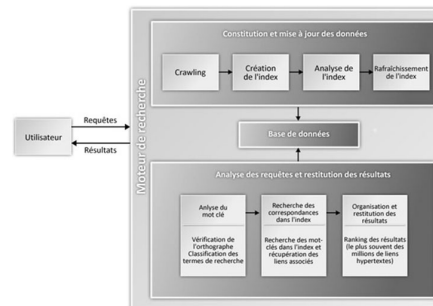 Constitution et mise à jour des données
Crawling
Création
de l'index
Analyse de
l'index
Rafraîchissement
de l'index
Moteur de recherche
Utilisateur
Requêtes
Résultats
Base de données
Analyse des requêtes et restitution des résultats
Anlyse du
mot clé
Vérification de
l'orthographe
Classification des
termes de recherche
Recherche des
correspondances
dans l'index
Recherche des mot-
clés dans l'index et
récupération des
liens associés
Organisation et
restitution des
résultats
Ranking des résultats
(le plus souvent des
millions de liens
hypertextes)